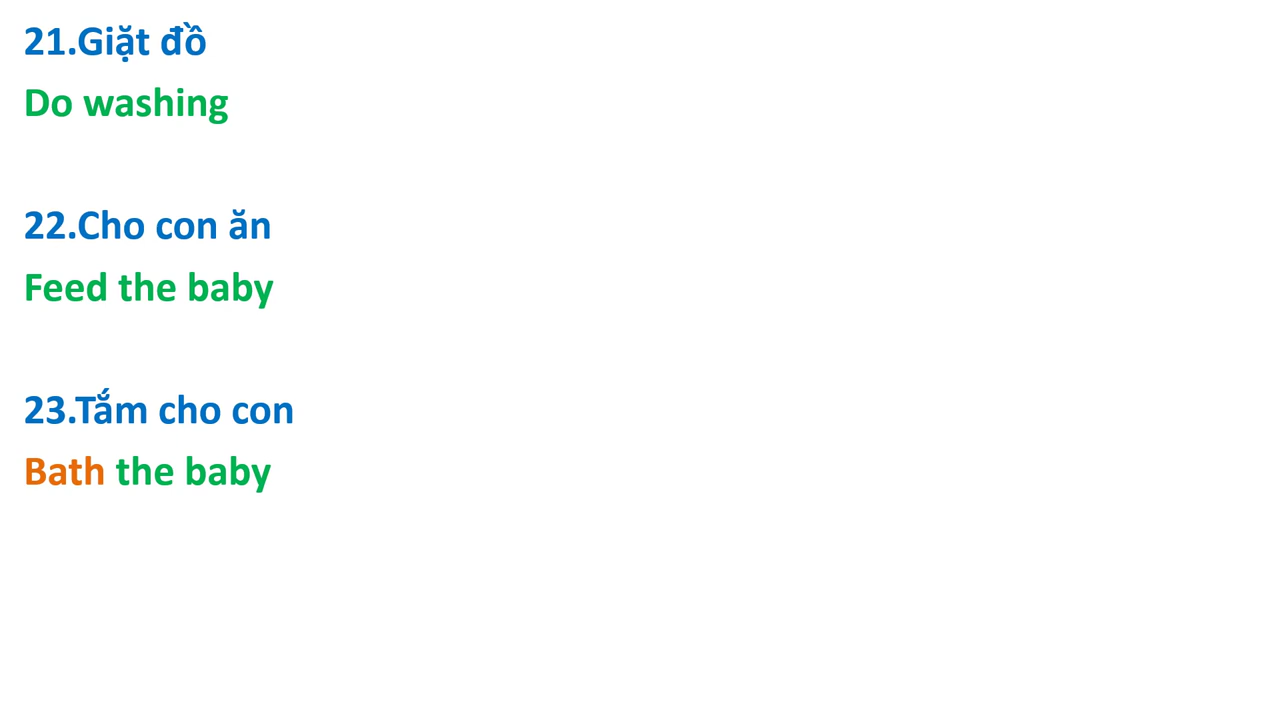 21.Giặt đồ
Do washing
22.Cho con ăn
Feed the baby
23.Tắm cho con
Bath the baby